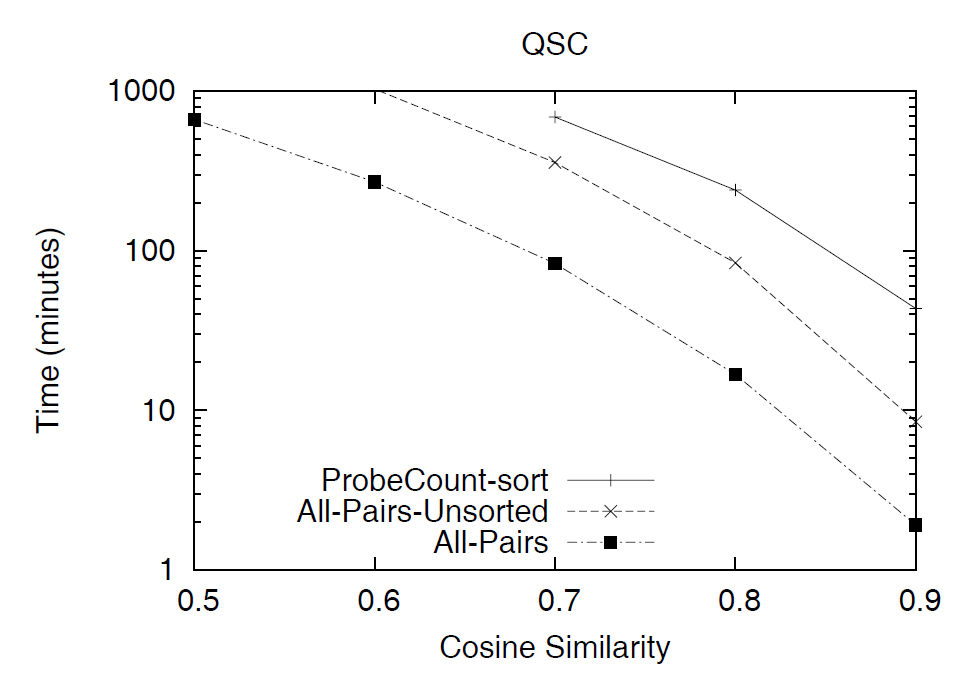 QSC
1000
100
10
1
Time (minutes)
ProbeCount-sort
All-Pairs-Unsorted
All-Pairs
0.5 0.6 0.7 0.8 0.9
Cosine Similarity